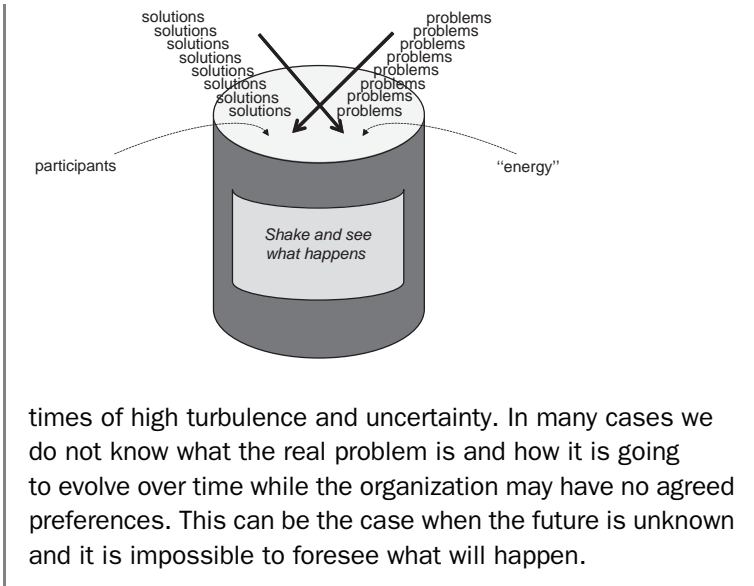 solutions
solutions
solutions
solutions
solutions
solutions
solutions
solutions
problems
problems
problems
problems
problems
problems
problems
problems
participants
“energy”
Shake and see
what happens
times of high turbulence and uncertainty. In many cases we
do not know what the real problem is and how it is going
to evolve over time while the organization may have no agreed
preferences. This can be the case when the future is unknown
and it is impossible to foresee what will happen.